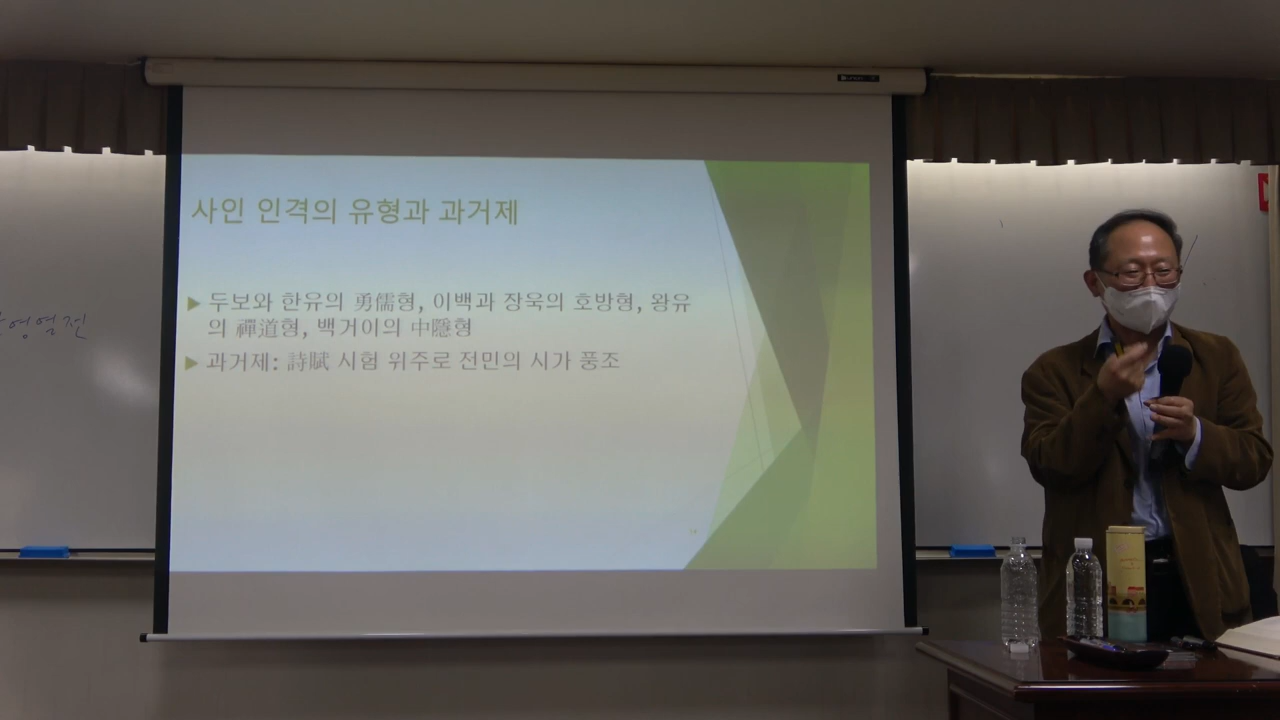 사인 인격의 유형과 과거제
▶ 두보와 한유의 勇儒형, 이백과 장욱의 호방형, 왕유
의 禪道형, 백거이의 中隱형
▶ 과거제: 詩賦 시험 위주로 전민의 시가 풍조
영열전